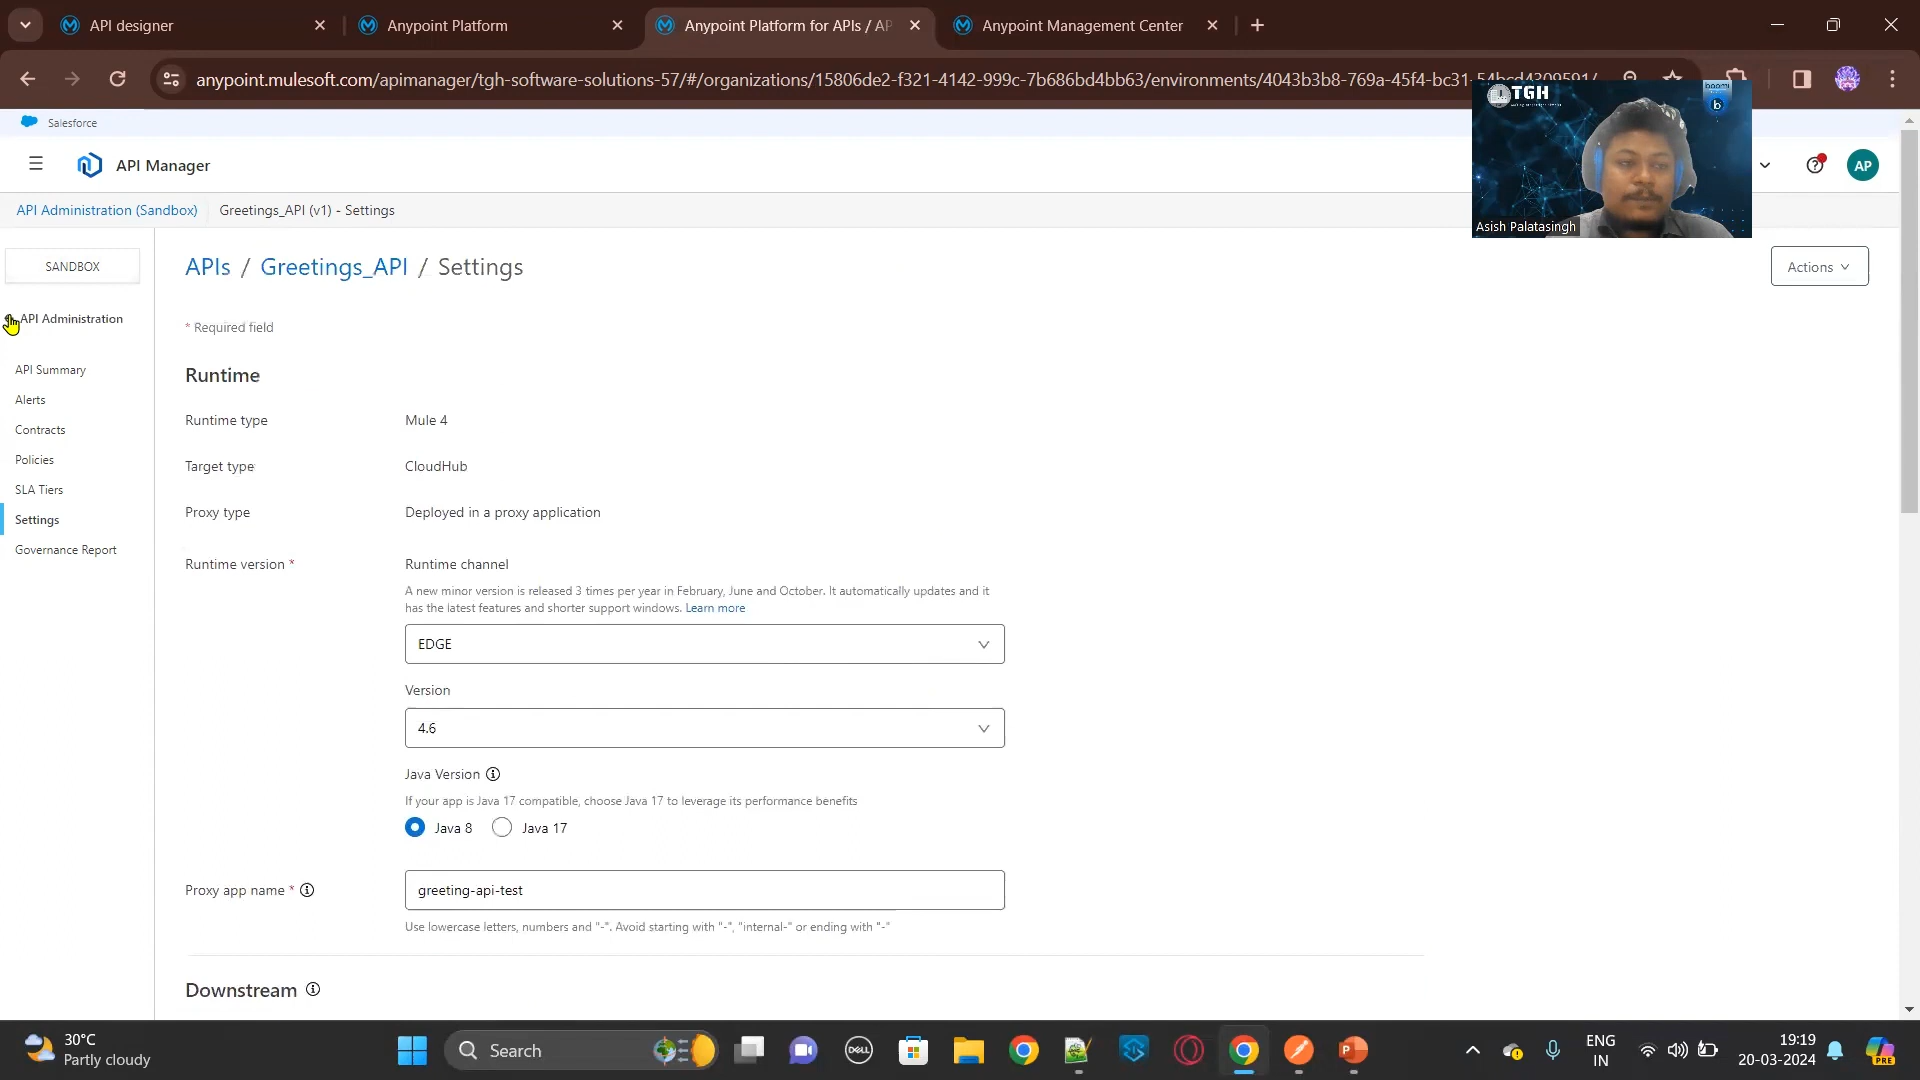 API designer
Anypoint Platform
Anypoint Platform for APIs / AP
Anypoint Management Center
anypoint.mulesoft.com/apimanager/tgh-software-solutions-57/#/organizations/15806de2-f321-4142-999c-7b686bd4bb63/environments/4043b3b8-769a-45f4-bc31-54bcd4309591/
Salesforce
TGH
boomi
b
API Manager
AP
API Administration (Sandbox)
Greetings_API (v1) - Settings
Asish Palatasingh
SANDBOX
APIs / Greetings_API / Settings
Actions
API Administration
* Required field
API Summary
Runtime
Alerts
Runtime type
Mule 4
Contracts
Policies
Target type
CloudHub
SLA Tiers
Proxy type
Deployed in a proxy application
Settings
Governance Report
Runtime version *
Runtime channel
A new minor version is released 3 times per year in February, June and October. It automatically updates and it
has the latest features and shorter support windows. Learn more
EDGE
Version
4.6
Java Version
If your app is Java 17 compatible, choose Java 17 to leverage its performance benefits
Java 8
Java 17
Proxy app name *
greeting-api-test
Use lowercase letters, numbers and "-". Avoid starting with "-", "internal-" or ending with "-"
Downstream
30°C
Partly cloudy
Search
DELL
ENG
IN
19:19
20-03-2024
PRE